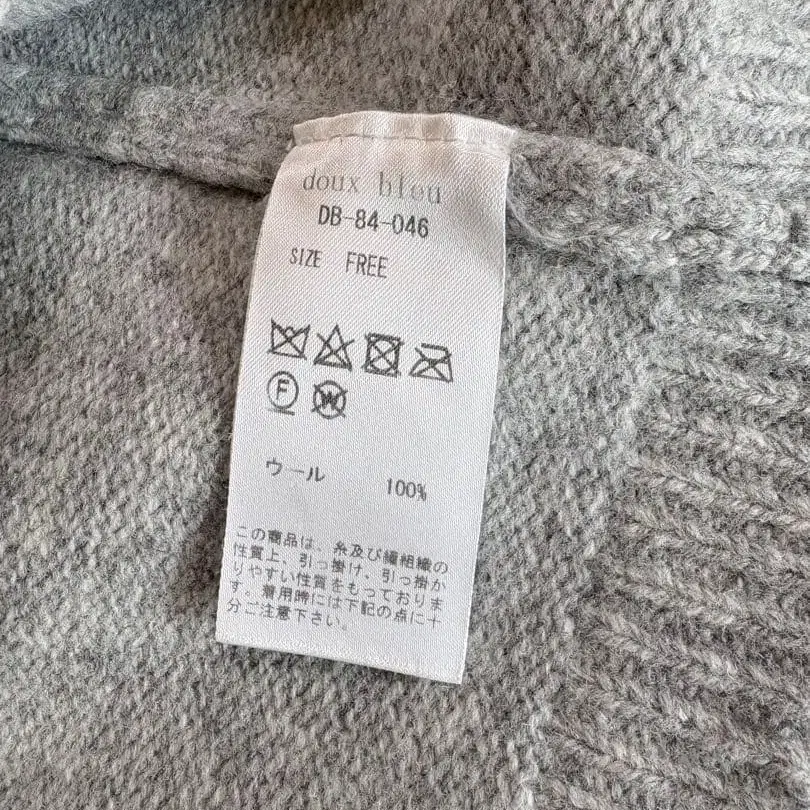 doux blou
DB-84-046
SIZE FREE
F
W
ウール 100%
この商品は、糸及び編組織の
性質上、引っ掛け、引っ掛か
りやすい性質をもっておりま
す。着用時には下記の点に十
分ご注意下さい。